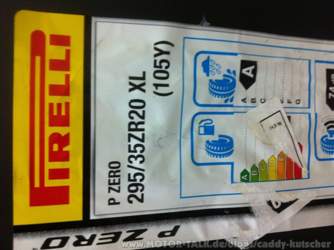 PIRELLI
P ZERO
295/35ZR20 XL
(105Y)
A
A
B
C
P ZERO
www.MOTOR-TALK.de/blogs/caddy-kutscher